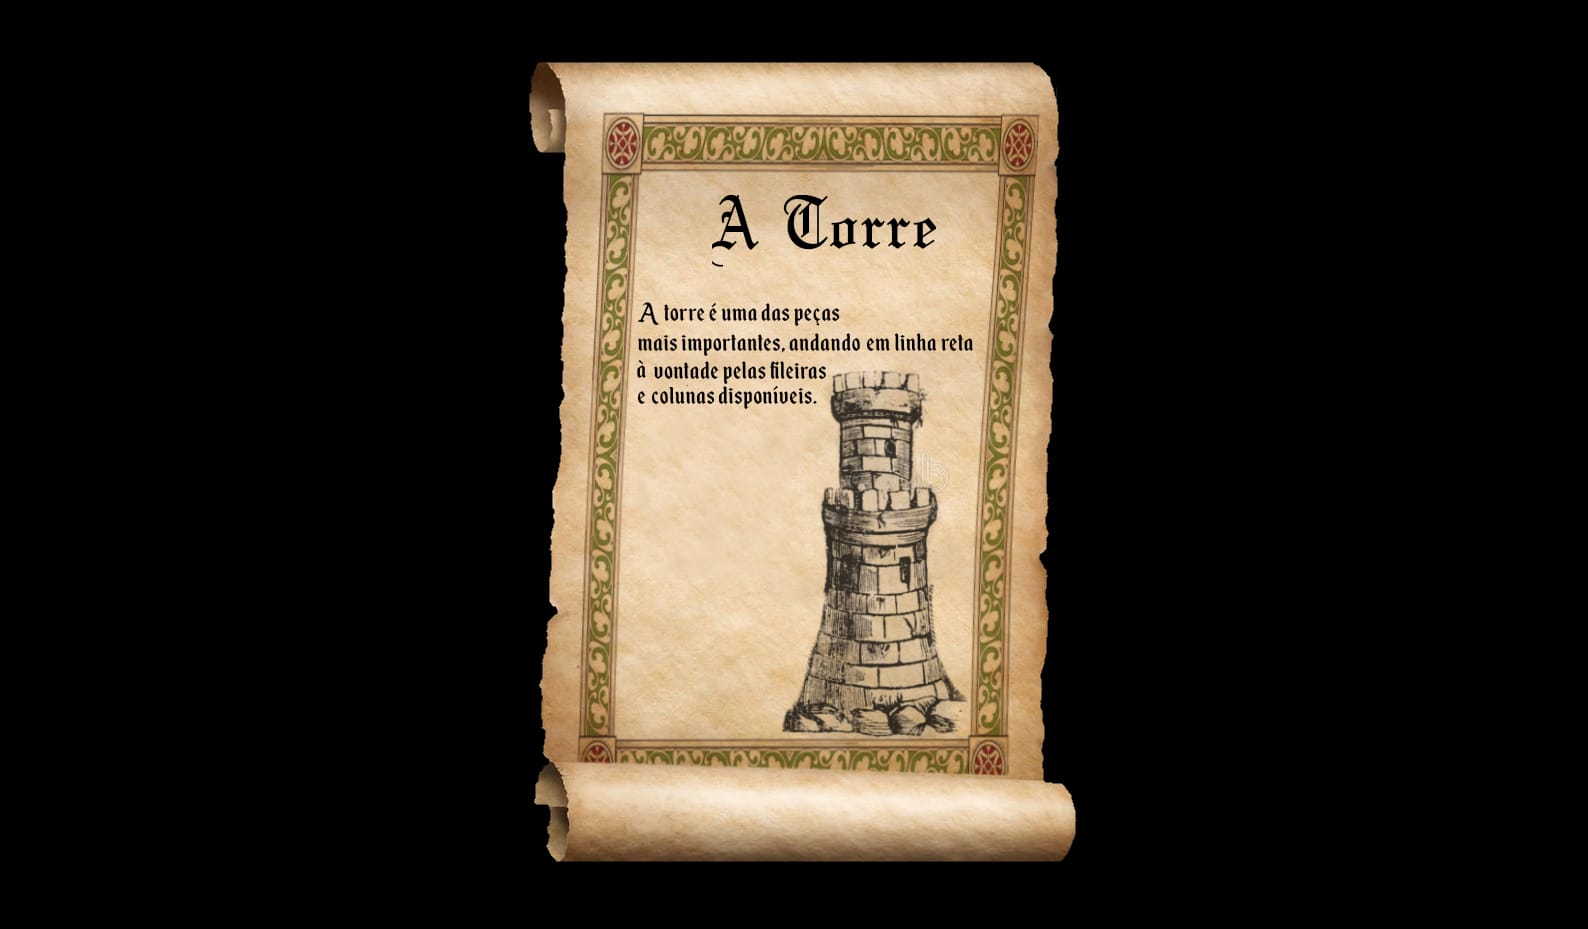 A Torre
A torre é uma das peças
mais importantes, andando em linha reta
à vontade pelas fileiras
e colunas disponíveis.